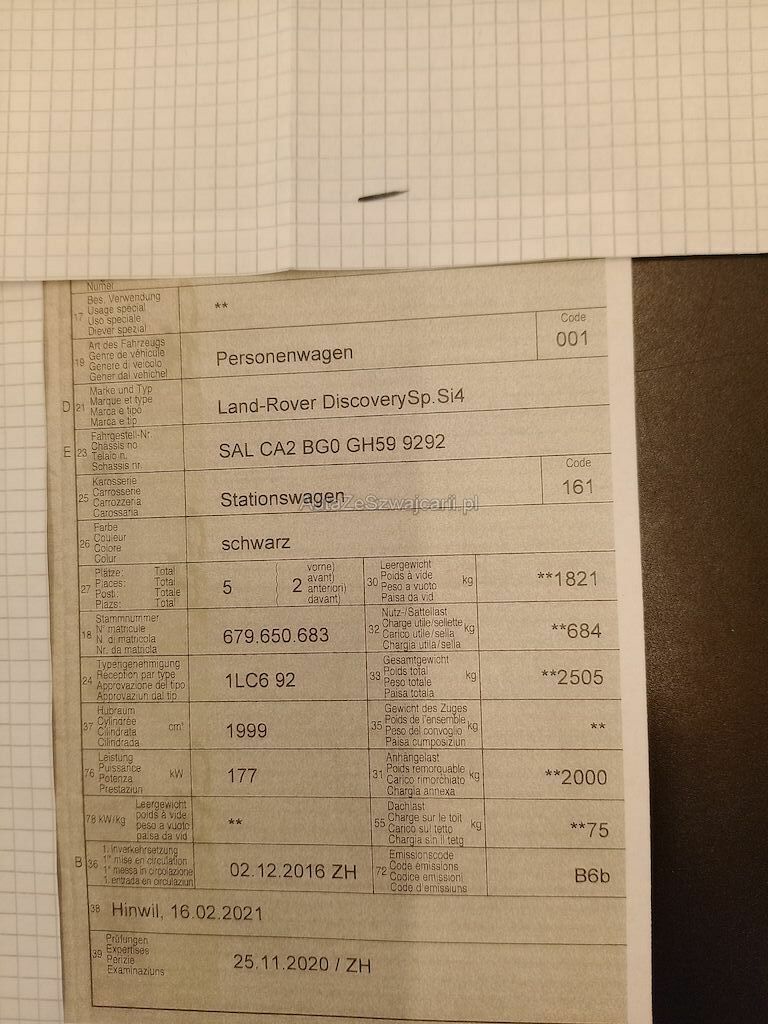 Numer
17 Bes. Verwendung
Usage special
Uso speciale
Diever spezial
**
19 Art des Fahrzeugs
Genre de véhicule
Genere di veicolo
Gener dal vehichel
Personenwagen
Code
001
D 21 Marke und Typ
Marque et type
Marca e tipo
Marca e tip
Land-Rover DiscoverySp.Si4
E 23 Fahrgestell-Nr.
Châssis no
Telaio n.
Schassis nr.
SAL CA2 BG0 GH59 9292
25 Karosserie
Carrosserie
Carrozzeria
Carossaria
Stationswagen
Code
161
AutaZeSzwajcarii.pl
26 Farbe
Couleur
Colore
Colur
schwarz
27 Plätze: Total
Places: Total
Posti: Totale
Plazs: Total
5
( 2 vorne)
avant)
anteriori)
davant)
30 Leergewicht
Poids à vide
Peso a vuoto
Paisa da vid
kg
**1821
18 Stammnummer
N° matricule
N. di matricola
Nr. da matricla
679.650.683
32 Nutz-/Sattellast
Charge utile/sellette
Carico utile/sella
Chargia utila/sella
kg
**684
24 Typengenehmigung
Réception par type
Approvazione del tipo
Approvaziun dal tip
1LC6 92
33 Gesamtgewicht
Poids total
Peso totale
Paisa totala
kg
**2505
37 Hubraum
Cylindrée
Cilindrata
Cilindrada
cm³
1999
35 Gewicht des Zuges
Poids de l'ensemble
Peso del convoglio
Paisa cumposiziun
kg
**
76 Leistung
Puissance
Potenza
Prestaziun
kW
177
31 Anhängelast
Poids remorquable
Carico rimorchiato
Chargia annexa
kg
**2000
78 kW/kg Leergewicht
poids à vide
peso a vuoto
paisa da vid
**
55 Dachlast
Charge sur le toit
Carico sul tetto
Chargia sin il tetg
kg
**75
B 36 1. Inverkehrsetzung
1re mise en circulation
1a messa in circolazione
1. entrada en circulaziun
02.12.2016 ZH
72 Emissionscode
Code émissions
Codice emissioni
Code d'emissiuns
B6b
38 Hinwil, 16.02.2021
39 Prüfungen
Expertises
Perizie
Examinaziuns
25.11.2020 / ZH